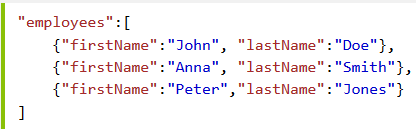 "employees":[
    {"firstName":"John", "lastName":"Doe"},
    {"firstName":"Anna", "lastName":"Smith"},
    {"firstName":"Peter","lastName":"Jones"}
]